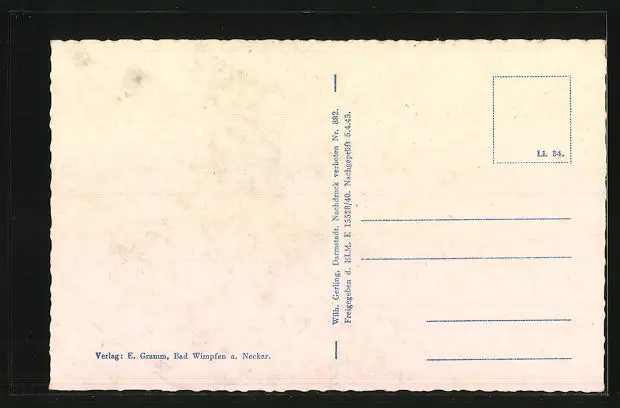 Verlag: E. Gramm, Bad Wimpfen a. Neckar.
Wilh. Gerling, Darmstadt. Nachdruck verboten Nr. 882.
Freigegeben d. RLM. E 15528/40. Nachgeprüft 5.4.43.
Li. 84.